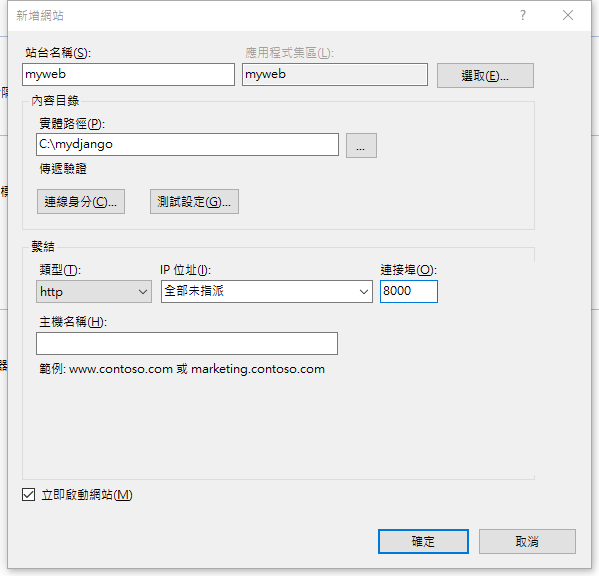 新增網站
站台名稱(S):
應用程式集區(L):
myweb
myweb
選取(E)...
內容目錄
實體路徑(P):
C:\mydjango
...
傳遞驗證
連線身分(C)...
測試設定(G)...
繫結
類型(T):
IP 位址(I):
連接埠(O):
http
全部未指派
8000
主機名稱(H):
範例: www.contoso.com 或 marketing.contoso.com
立即啟動網站(M)
確定
取消